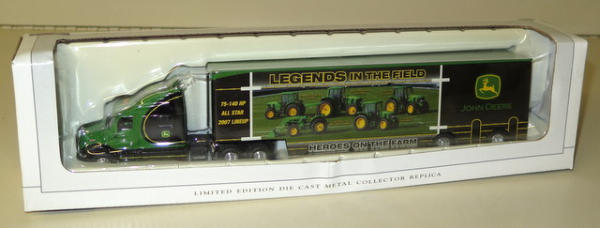 LEGENDS IN THE FIELD
75-140 HP
ALL STAR
2007 LINEUP
JOHN DEERE
HEROES ON THE FARM
LIMITED EDITION DIE CAST METAL COLLECTOR REPLICA